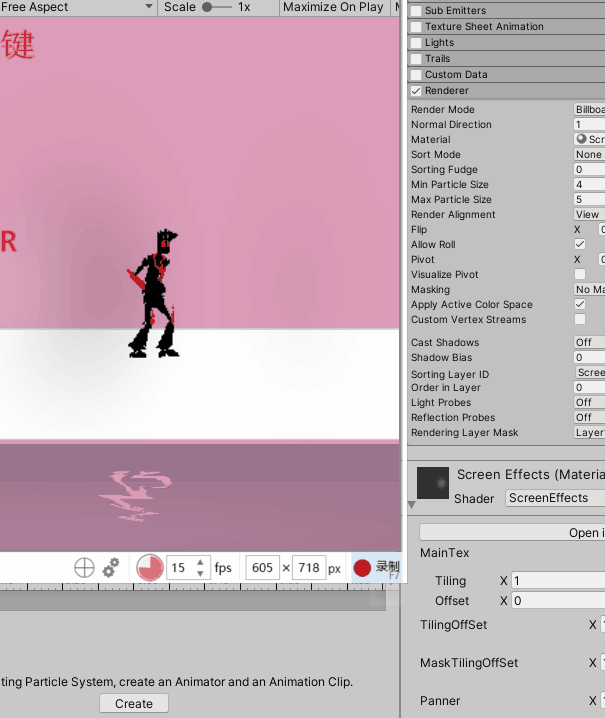 Free Aspect
Scale 1x Maximize On Play
键
R
15 fps 605 × 718 px 录制
F7
ting Particle System, create an Animator and an Animation Clip.
Create
Sub Emitters
Texture Sheet Animation
Lights
Trails
Custom Data
Renderer
Render Mode Billboa
Normal Direction 1
Material Scr
Sort Mode None
Sorting Fudge 0
Min Particle Size 4
Max Particle Size 5
Render Alignment View
Flip X 0
Allow Roll
Pivot X 0
Visualize Pivot
Masking No Ma
Apply Active Color Space
Custom Vertex Streams
Cast Shadows Off
Shadow Bias 0
Sorting Layer ID Scree
Order in Layer 0
Light Probes Off
Reflection Probes Off
Rendering Layer Mask Layer
Screen Effects (Materia
Shader ScreenEffects
Open i
MainTex
Tiling X 1
Offset X 0
TilingOffSet X
MaskTilingOffSet X
Panner X